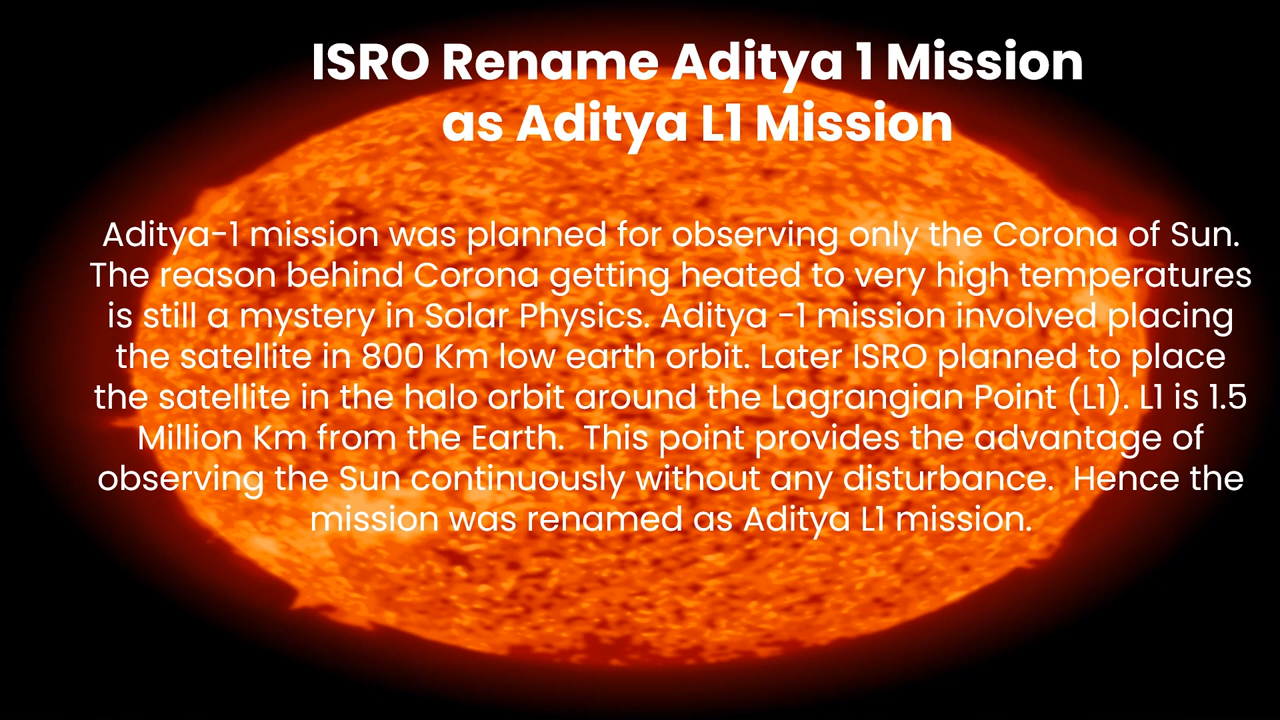 ISRO Rename Aditya 1 Mission
as Aditya L1 Mission
Aditya-1 mission was planned for observing only the Corona of Sun.
The reason behind Corona getting heated to very high temperatures
is still a mystery in Solar Physics. Aditya -1 mission involved placing
the satellite in 800 Km low earth orbit. Later ISRO planned to place
the satellite in the halo orbit around the Lagrangian Point (L1). L1 is 1.5
Million Km from the Earth.  This point provides the advantage of
observing the Sun continuously without any disturbance.  Hence the
mission was renamed as Aditya L1 mission.